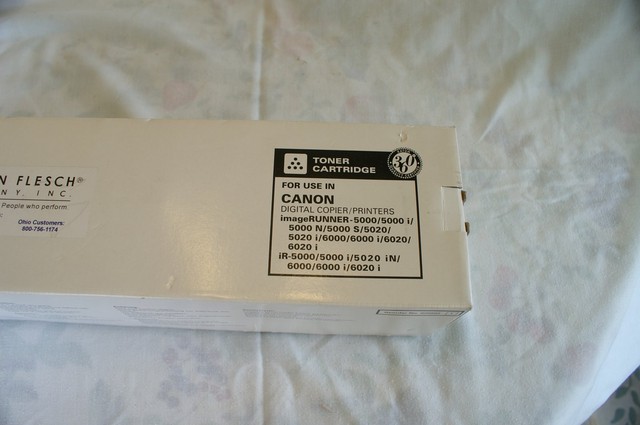 N FLESCH®
NY, INC.
People who perform.
Ohio Customers:
800-756-1174
TONER
CARTRIDGE
360
FOR USE IN
CANON
DIGITAL COPIER/PRINTERS
imageRUNNER-5000/5000 i/
5000 N/5000 S/5020/
5020 i/6000/6000 i/6020/
6020 i
iR-5000/5000 i/5020 iN/
6000/6000 i/6020 i